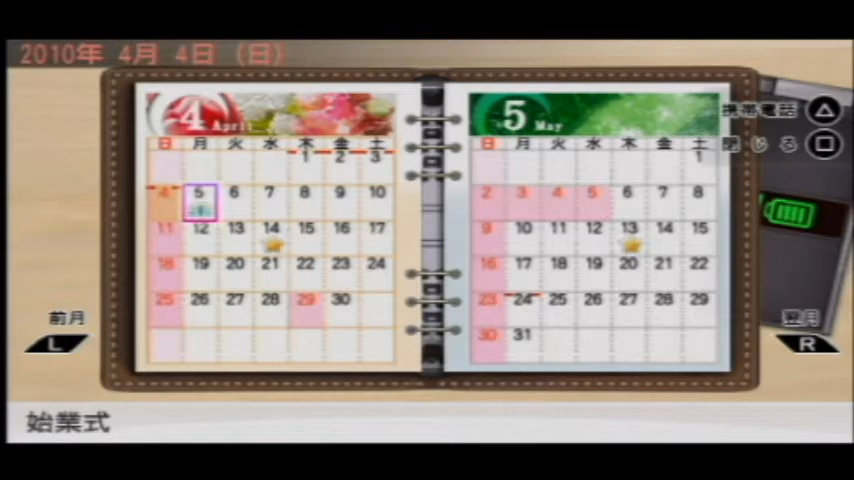 2010年 4月 4日 (日)
4 April
日 月 火 水 木 金 土
1 2 3
4 5 6 7 8 9 10
11 12 13 14 15 16 17
18 19 20 21 22 23 24
25 26 27 28 29 30
5 May
日 月 火 水 木 金 土
1
2 3 4 5 6 7 8
9 10 11 12 13 14 15
16 17 18 19 20 21 22
23 24 25 26 27 28 29
30 31
携帯電話 △
閉じる □
前月
L
翌月
R
始業式